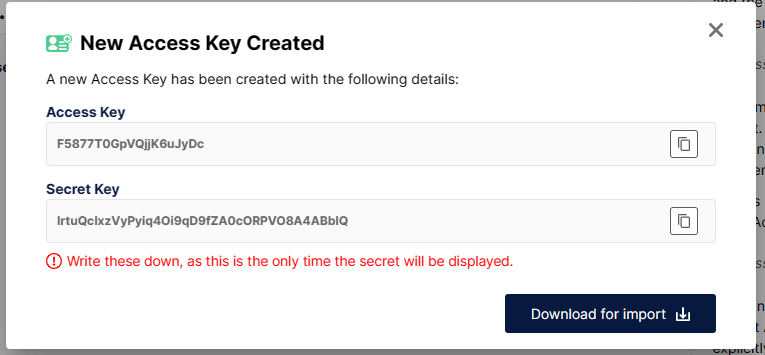 New Access Key Created
A new Access Key has been created with the following details:
Access Key
F5877T0GpVQjjK6uJyDc
Secret Key
IrtuQcIxzVyPyiq4Oi9qD9fZA0cORPVO8A4ABbIQ
Write these down, as this is the only time the secret will be displayed.
Download for import